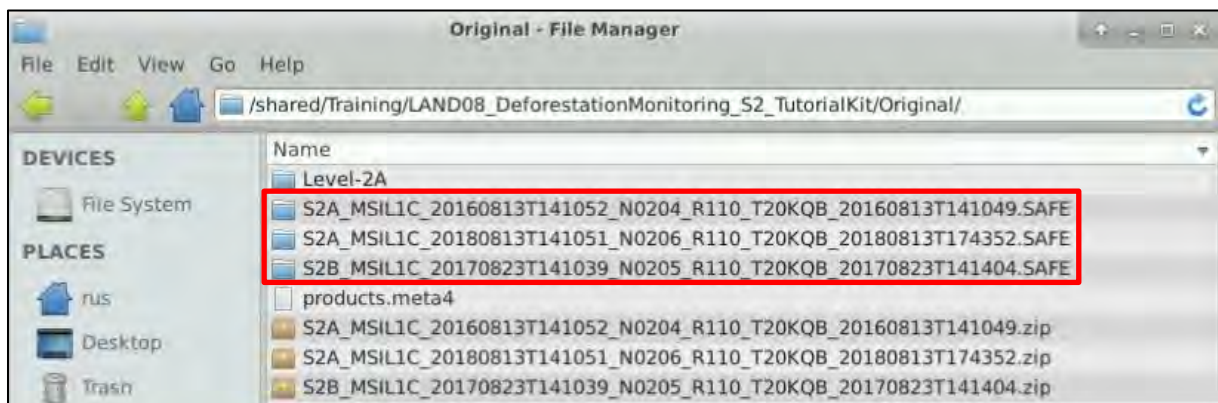 Original - File Manager
File Edit View Go Help
/shared/Training/LAND08_DeforestationMonitoring_S2_TutorialKit/Original/
DEVICES
File System
PLACES
rus
Desktop
Trash
Name
Level-2A
S2A_MSIL1C_20160813T141052_N0204_R110_T20KQB_20160813T141049.SAFE
S2A_MSIL1C_20180813T141051_N0206_R110_T20KQB_20180813T174352.SAFE
S2B_MSIL1C_20170823T141039_N0205_R110_T20KQB_20170823T141404.SAFE
products.meta4
S2A_MSIL1C_20160813T141052_N0204_R110_T20KQB_20160813T141049.zip
S2A_MSIL1C_20180813T141051_N0206_R110_T20KQB_20180813T174352.zip
S2B_MSIL1C_20170823T141039_N0205_R110_T20KQB_20170823T141404.zip